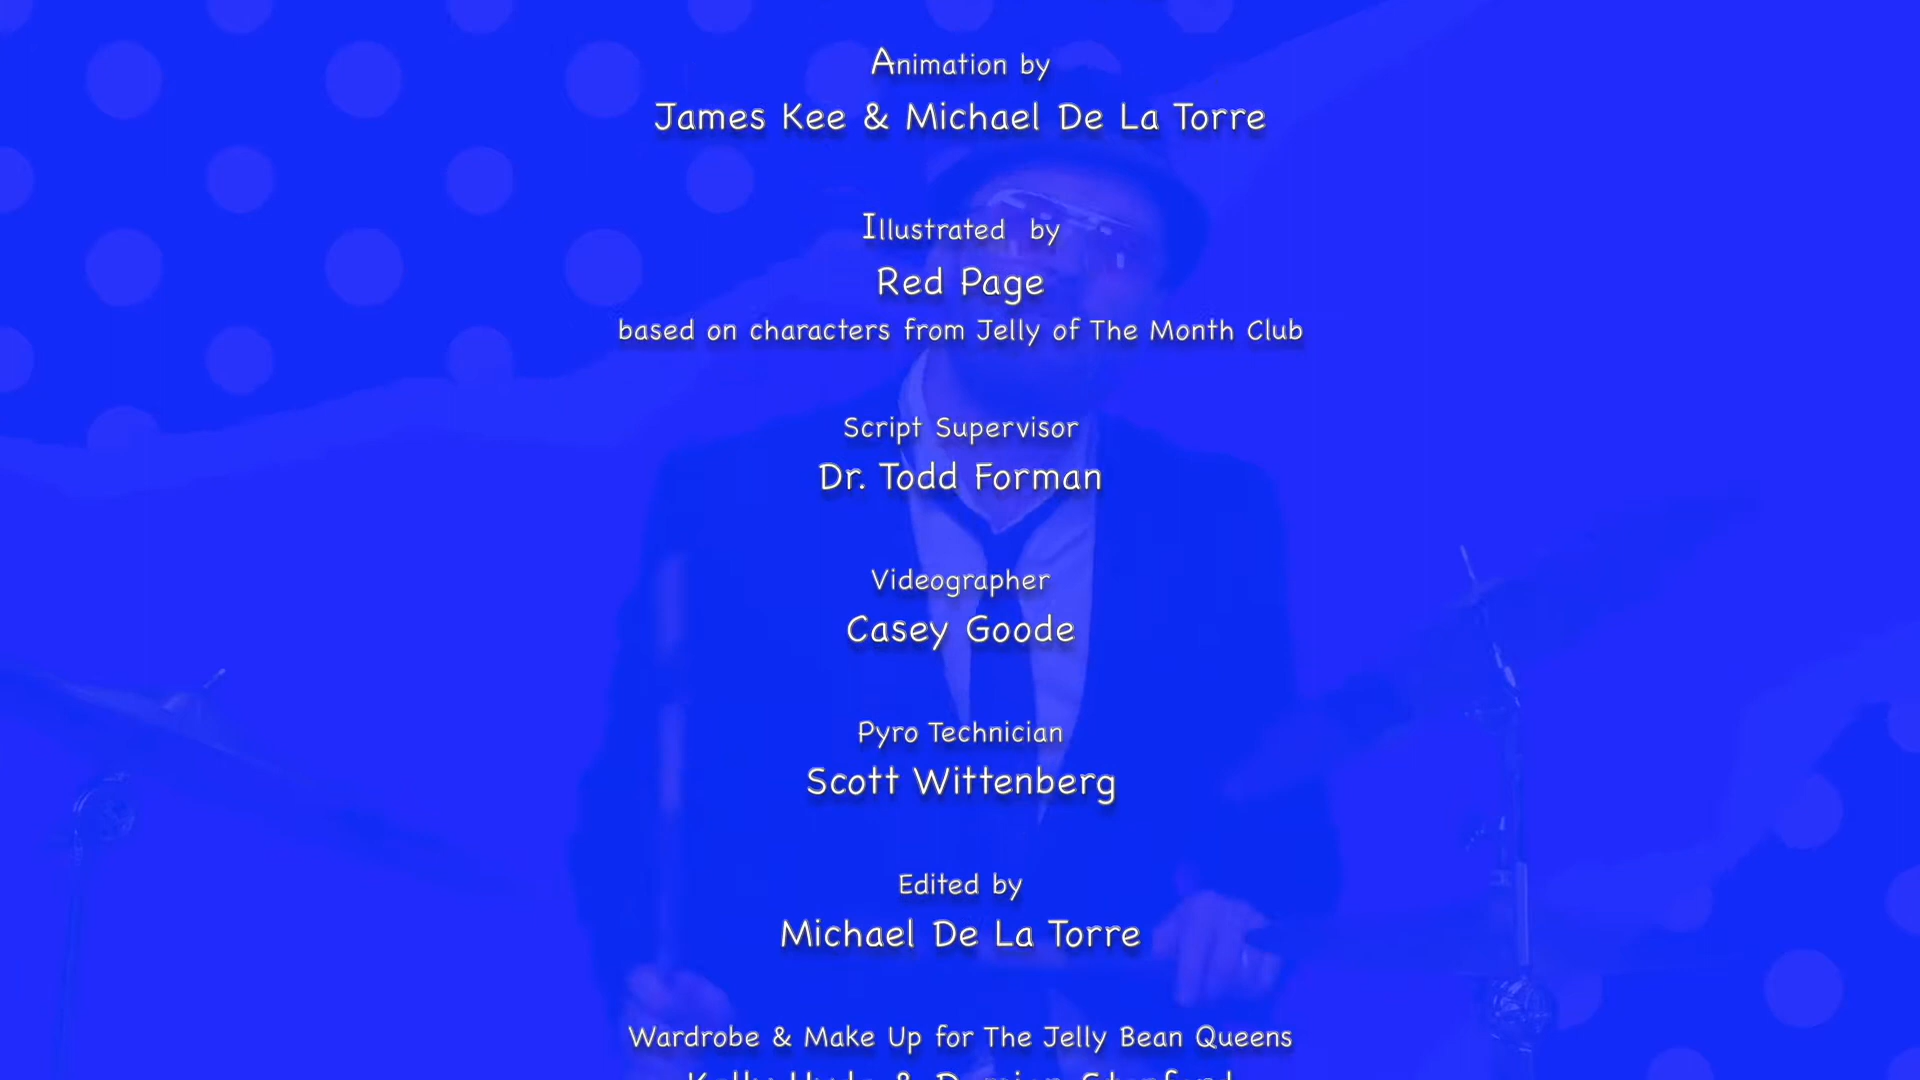 Animation by
James Kee & Michael De La Torre
Illustrated by
Red Page
based on characters from Jelly of The Month Club
Script Supervisor
Dr. Todd Forman
Videographer
Casey Goode
Pyro Technician
Scott Wittenberg
Edited by
Michael De La Torre
Wardrobe & Make Up for The Jelly Bean Queens